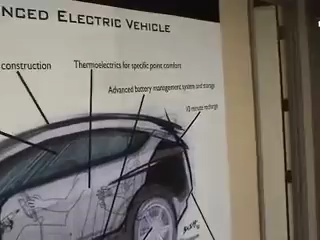 NCED ELECTRIC VEHICLE
construction
Thermoelectrics for specific point comfort
Advanced battery management system and storage
10 minute recharge